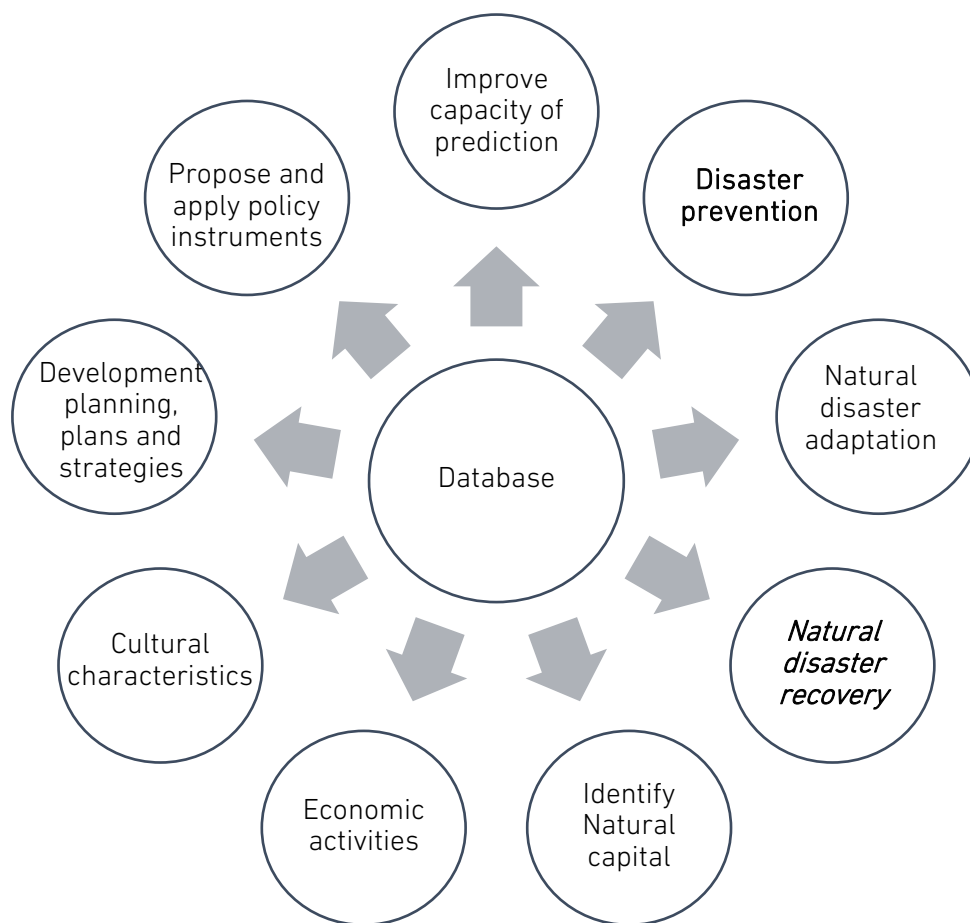 Improve
capacity of
prediction
Disaster
prevention
Natural
disaster
adaptation
Natural
disaster
recovery
Identify
Natural
capital
Economic
activities
Cultural
characteristics
Development
planning,
plans and
strategies
Propose and
apply policy
instruments
Database